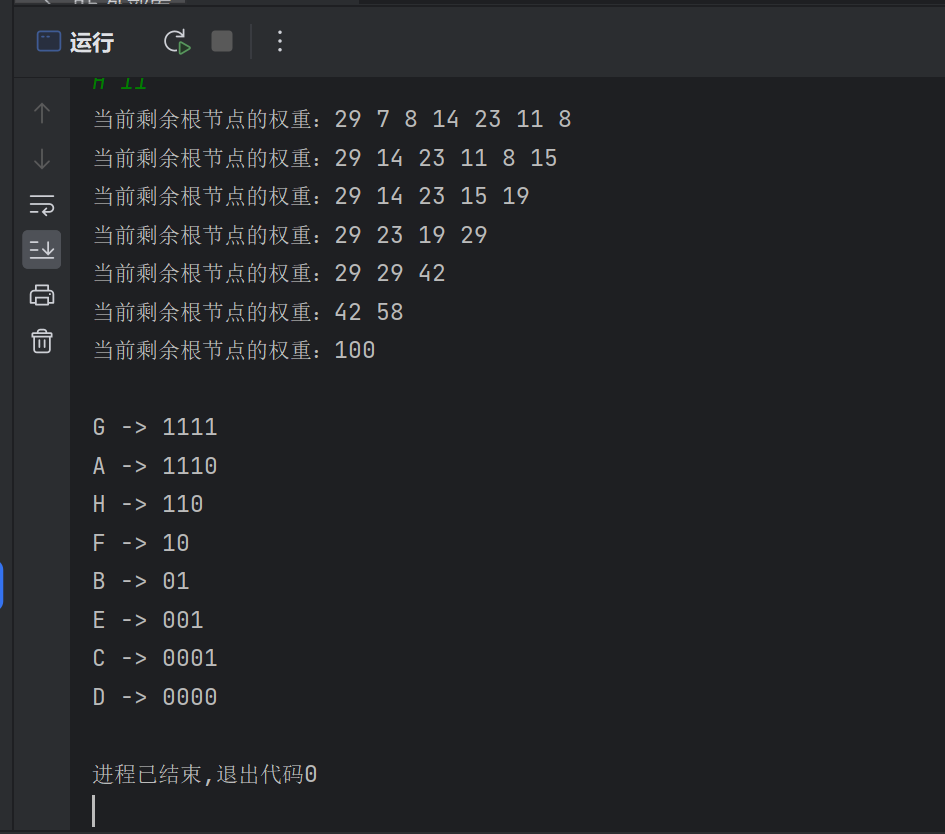 运行
H 11
当前剩余根节点的权重：29 7 8 14 23 11 8
当前剩余根节点的权重：29 14 23 11 8 15
当前剩余根节点的权重：29 14 23 15 19
当前剩余根节点的权重：29 23 19 29
当前剩余根节点的权重：29 29 42
当前剩余根节点的权重：42 58
当前剩余根节点的权重：100
G -> 1111
A -> 1110
H -> 110
F -> 10
B -> 01
E -> 001
C -> 0001
D -> 0000
进程已结束,退出代码0